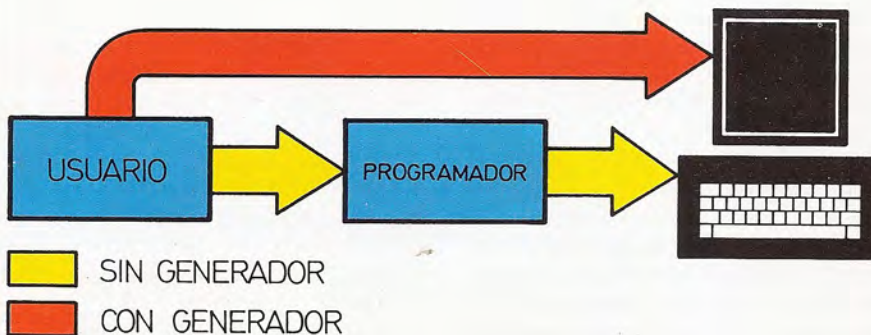 USUARIO
PROGRAMADOR
SIN GENERADOR
CON GENERADOR